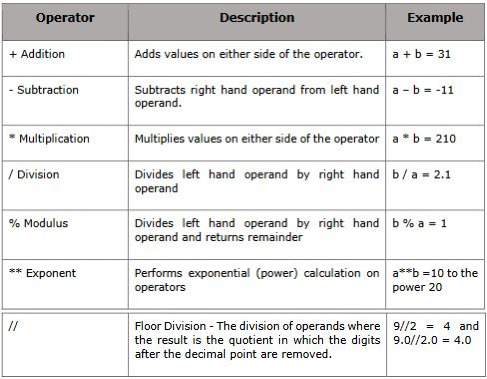 Operator Description Example
+ Addition Adds values on either side of the operator. a + b = 31
- Subtraction Subtracts right hand operand from left hand a – b = -11
operand.
* Multiplication Multiplies values on either side of the operator a * b = 210
/ Division Divides left hand operand by right hand b / a = 2.1
operand
% Modulus Divides left hand operand by right hand b % a = 1
operand and returns remainder
** Exponent Performs exponential (power) calculation on a**b =10 to the
operators power 20
// Floor Division - The division of operands where 9//2 = 4 and
the result is the quotient in which the digits 9.0//2.0 = 4.0
after the decimal point are removed.